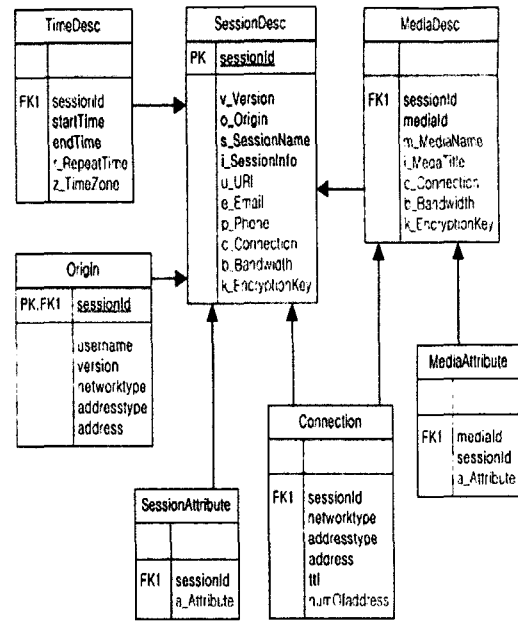 TimeDesc
FK1 sessionId
startTime
endTime
r_RepeatTime
z_TimeZone
SessionDesc
PK sessionId
v_Version
o_Origin
s_SessionName
i_SessionInfo
u_URI
e_Email
p_Phone
c_Connection
b_Bandwidth
k_EncryptionKey
MediaDesc
FK1 sessionId
mediaId
m_MediaName
i_MegaTitle
c_Connection
b_Bandwidth
k_EncryptionKey
Origin
PK,FK1 sessionId
username
version
networktype
addresstype
address
MediaAttribute
FK1 mediaId
sessionId
a_Attribute
Connection
FK1 sessionId
networktype
addresstype
address
ttl
numOfaddress
SessionAttribute
FK1 sessionId
a_Attribute